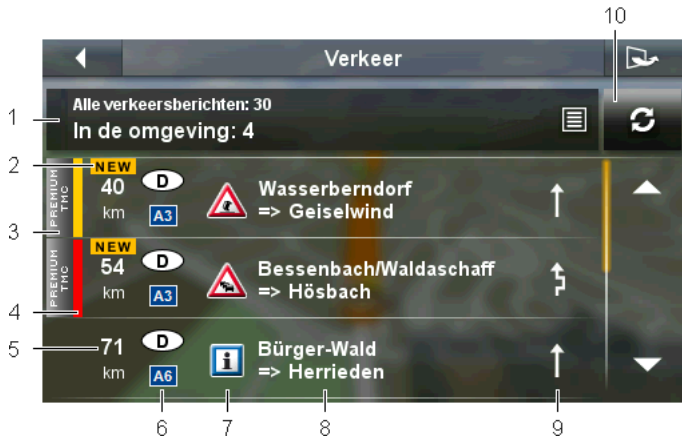 10
Verkeer
1
Alle verkeersberichten: 30
In de omgeving: 4
2
3
4
5
PREMIUM
TMC
NEW
40
km
D
A3
Wasserberndorf
=> Geiselwind
PREMIUM
TMC
NEW
54
km
D
A3
Bessenbach/Waldaschaff
=> Hösbach
71
km
D
A6
i
Bürger-Wald
=> Herrieden
6
7
8
9